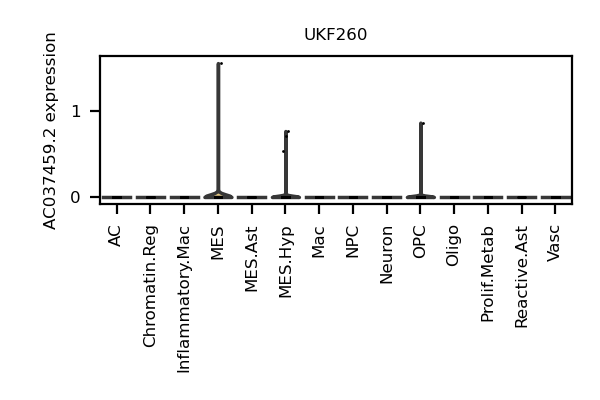 UKF260
AC037459.2 expression
1
0
AC
Chromatin.Reg
Inflammatory.Mac
MES
MES.Ast
MES.Hyp
Mac
NPC
Neuron
OPC
Oligo
Prolif.Metab
Reactive.Ast
Vasc